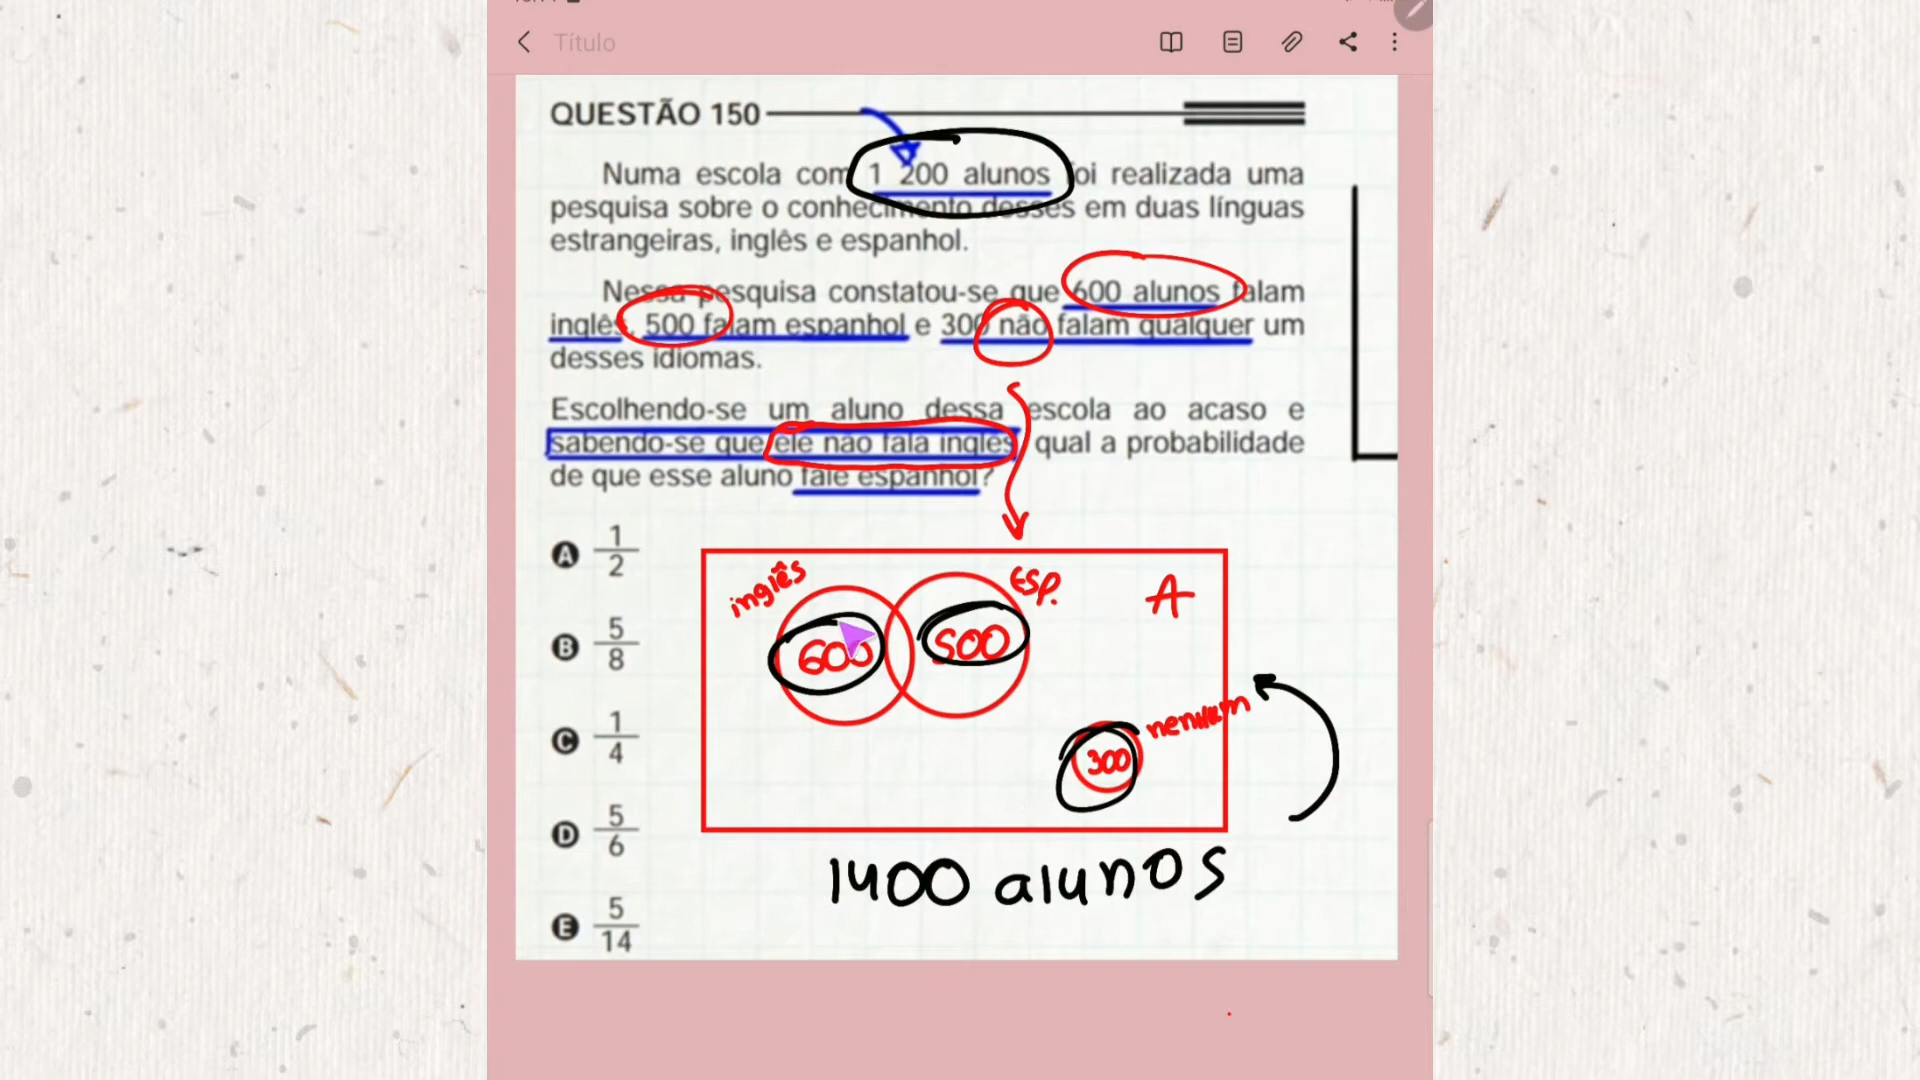 Título
QUESTÃO 150
Numa escola com 1 200 alunos foi realizada uma
pesquisa sobre o conhecimento desses em duas línguas
estrangeiras, inglês e espanhol.
Nessa pesquisa constatou-se que 600 alunos falam
inglês, 500 falam espanhol e 300 não falam qualquer um
desses idiomas.
Escolhendo-se um aluno dessa escola ao acaso e
sabendo-se que ele não fala inglês qual a probabilidade
de que esse aluno fale espanhol?
A 1/2
B 5/8
C 1/4
D 5/6
E 5/14
inglês
Esp.
A
600
500
nenhum
300
1400 alunos